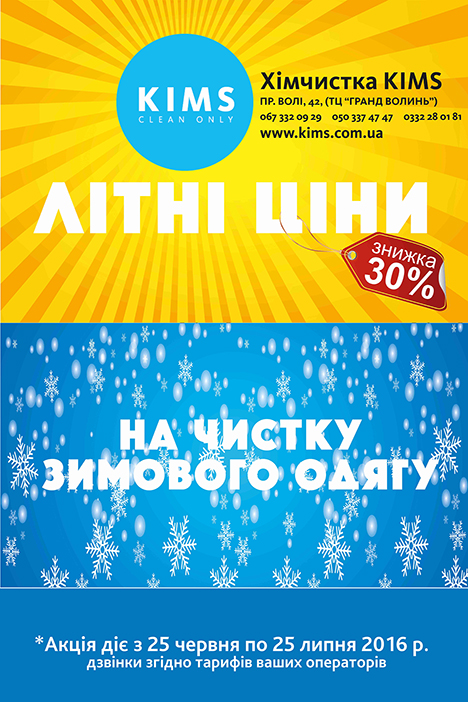 KIMS
CLEAN ONLY
Хімчистка KIMS
ПР. ВОЛІ, 42, (ТЦ "ГРАНД ВОЛИНЬ")
067 332 09 29 050 337 47 47 0332 28 01 81
www.kims.com.ua
ЛІТНІ ЦІНИ
знижка
30%
НА ЧИСТКУ
ЗИМОВОГО ОДЯГУ
*Акція діє з 25 червня по 25 липня 2016 р.
дзвінки згідно тарифів ваших операторів